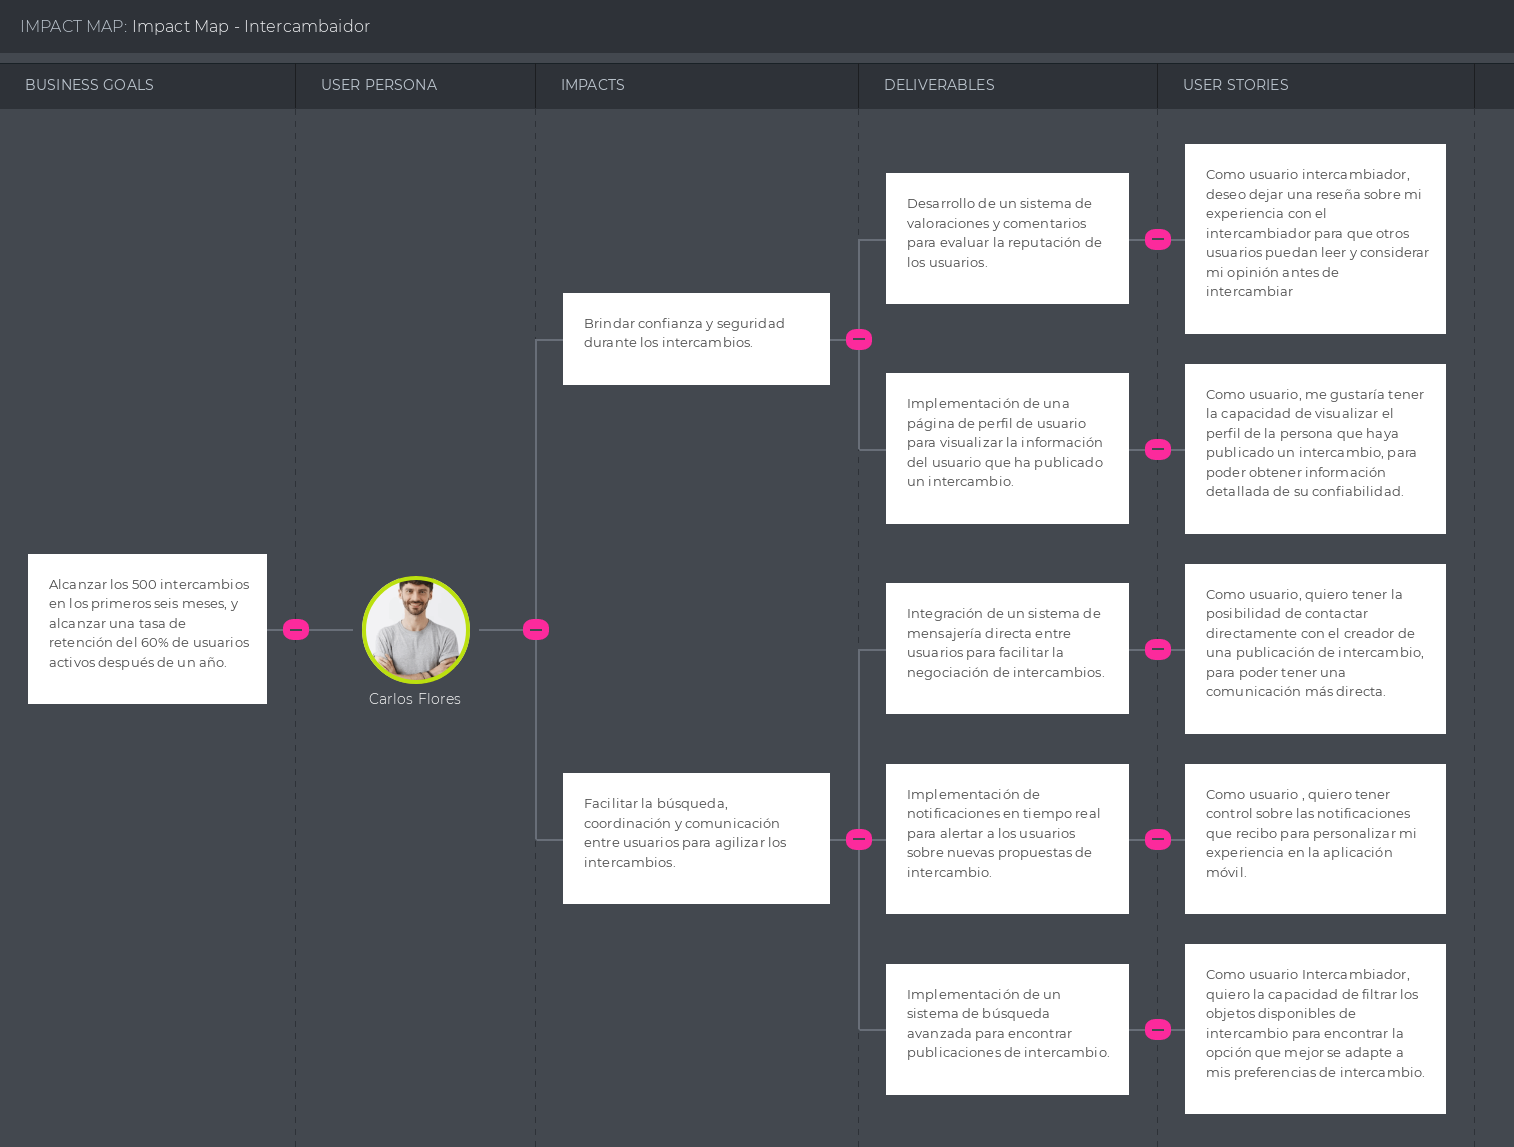 IMPACT MAP: Impact Map - Intercambaidor
BUSINESS GOALS
USER PERSONA
IMPACTS
DELIVERABLES
USER STORIES
Alcanzar los 500 intercambios
en los primeros seis meses, y
alcanzar una tasa de
retención del 60% de usuarios
activos después de un año.
Carlos Flores
Brindar confianza y seguridad
durante los intercambios.
Facilitar la búsqueda,
coordinación y comunicación
entre usuarios para agilizar los
intercambios.
Desarrollo de un sistema de
valoraciones y comentarios
para evaluar la reputación de
los usuarios.
Implementación de una
página de perfil de usuario
para visualizar la información
del usuario que ha publicado
un intercambio.
Integración de un sistema de
mensajería directa entre
usuarios para facilitar la
negociación de intercambios.
Implementación de
notificaciones en tiempo real
para alertar a los usuarios
sobre nuevas propuestas de
intercambio.
Implementación de un
sistema de búsqueda
avanzada para encontrar
publicaciones de intercambio.
Como usuario intercambiador,
deseo dejar una reseña sobre mi
experiencia con el
intercambiador para que otros
usuarios puedan leer y considerar
mi opinión antes de
intercambiar
Como usuario, me gustaría tener
la capacidad de visualizar el
perfil de la persona que haya
publicado un intercambio, para
poder obtener información
detallada de su confiabilidad.
Como usuario, quiero tener la
posibilidad de contactar
directamente con el creador de
una publicación de intercambio,
para poder tener una
comunicación más directa.
Como usuario , quiero tener
control sobre las notificaciones
que recibo para personalizar mi
experiencia en la aplicación
móvil.
Como usuario Intercambiador,
quiero la capacidad de filtrar los
objetos disponibles de
intercambio para encontrar la
opción que mejor se adapte a
mis preferencias de intercambio.